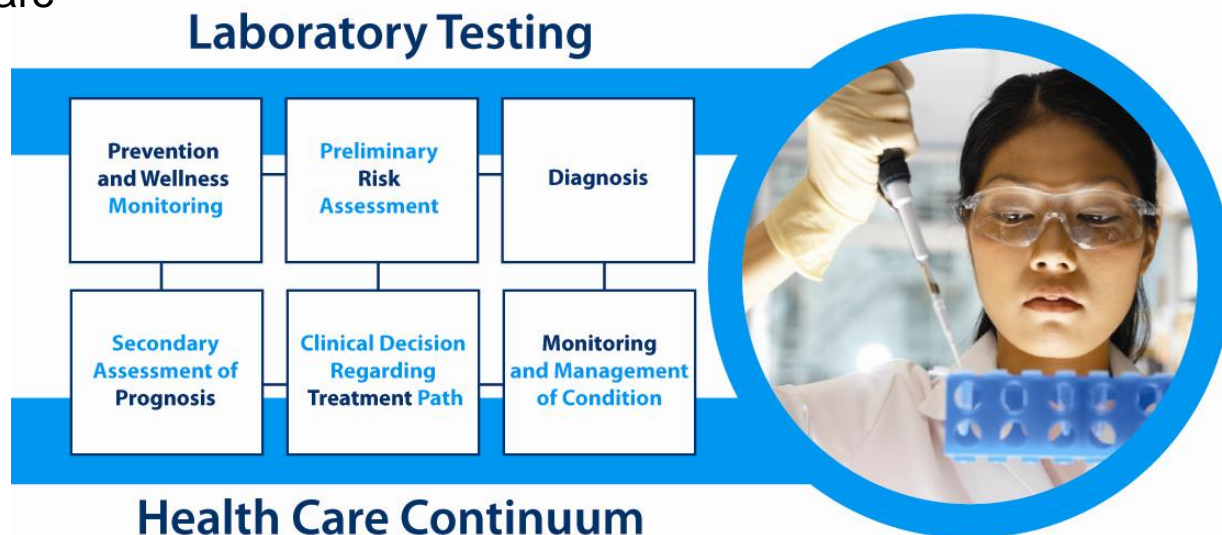 Laboratory Testing
Prevention
and Wellness
Monitoring
Preliminary
Risk
Assessment
Diagnosis
Secondary
Assessment of
Prognosis
Clinical Decision
Regarding
Treatment Path
Monitoring
and Management
of Condition
Health Care Continuum